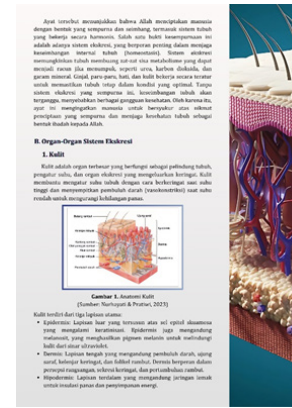 Ayat tersebut menunjukkan bahwa Allah menciptakan manusia
dengan bentuk yang sempurna dan seimbang, termasuk sistem tubuh
yang bekerja secara harmonis. Salah satu bukti kesempurnaan ini
adalah adanya sistem ekskresi, yang berperan penting dalam menjaga
keseimbangan internal tubuh (homeostasis). Sistem ekskresi
memungkinkan tubuh membuang zat-zat sisa metabolisme yang dapat
menjadi racun jika menumpuk, seperti urea, karbon dioksida, dan
garam mineral. Ginjal, paru-paru, hati, dan kulit bekerja secara teratur
untuk memastikan tubuh tetap dalam kondisi yang optimal. Tanpa
sistem ekskresi yang sempurna ini, keseimbangan tubuh akan
terganggu, menyebabkan berbagai gangguan kesehatan. Oleh karena itu,
ayat ini mengingatkan manusia untuk bersyukur atas nikmat
penciptaan yang sempurna dan menjaga kesehatan tubuh sebagai
bentuk ibadah kepada Allah.
B. Organ-Organ Sistem Ekskresi
1. Kulit
Kulit adalah organ terbesar yang berfungsi sebagai pelindung tubuh,
pengatur suhu, dan organ ekskresi yang mengeluarkan keringat. Kulit
membantu mengatur suhu tubuh dengan cara berkeringat saat suhu
tinggi dan menyempitkan pembuluh darah (vasokonstriksi) saat suhu
rendah untuk mengurangi kehilangan panas.
Gambar 1. Anatomi Kulit
(Sumber: Nurhayati & Pratiwi, 2023)
Kulit terdiri dari tiga lapisan utama:
• Epidermis: Lapisan luar yang tersusun atas sel epitel skuamosa
yang mengalami keratinisasi. Epidermis juga mengandung
melanosit, yang menghasilkan pigmen melanin untuk melindungi
kulit dari sinar ultraviolet.
• Dermis: Lapisan tengah yang mengandung pembuluh darah, ujung
saraf, kelenjar keringat, dan folikel rambut. Dermis berperan dalam
persepsi rangsangan, sekresi keringat, dan pertumbuhan rambut.
• Hipodermis: Lapisan terdalam yang mengandung jaringan lemak
untuk insulasi panas dan penyimpanan energi.